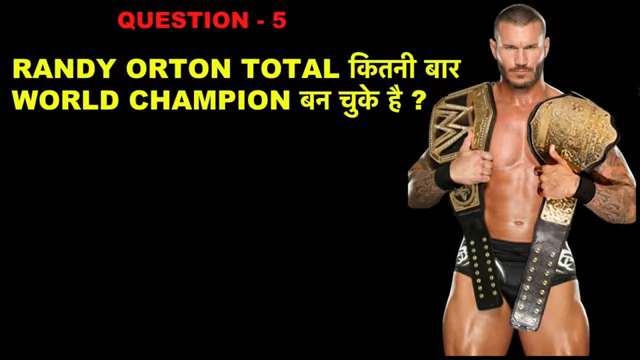 QUESTION - 5
RANDY ORTON TOTAL कितनी बार
WORLD CHAMPION बन चुके है ?